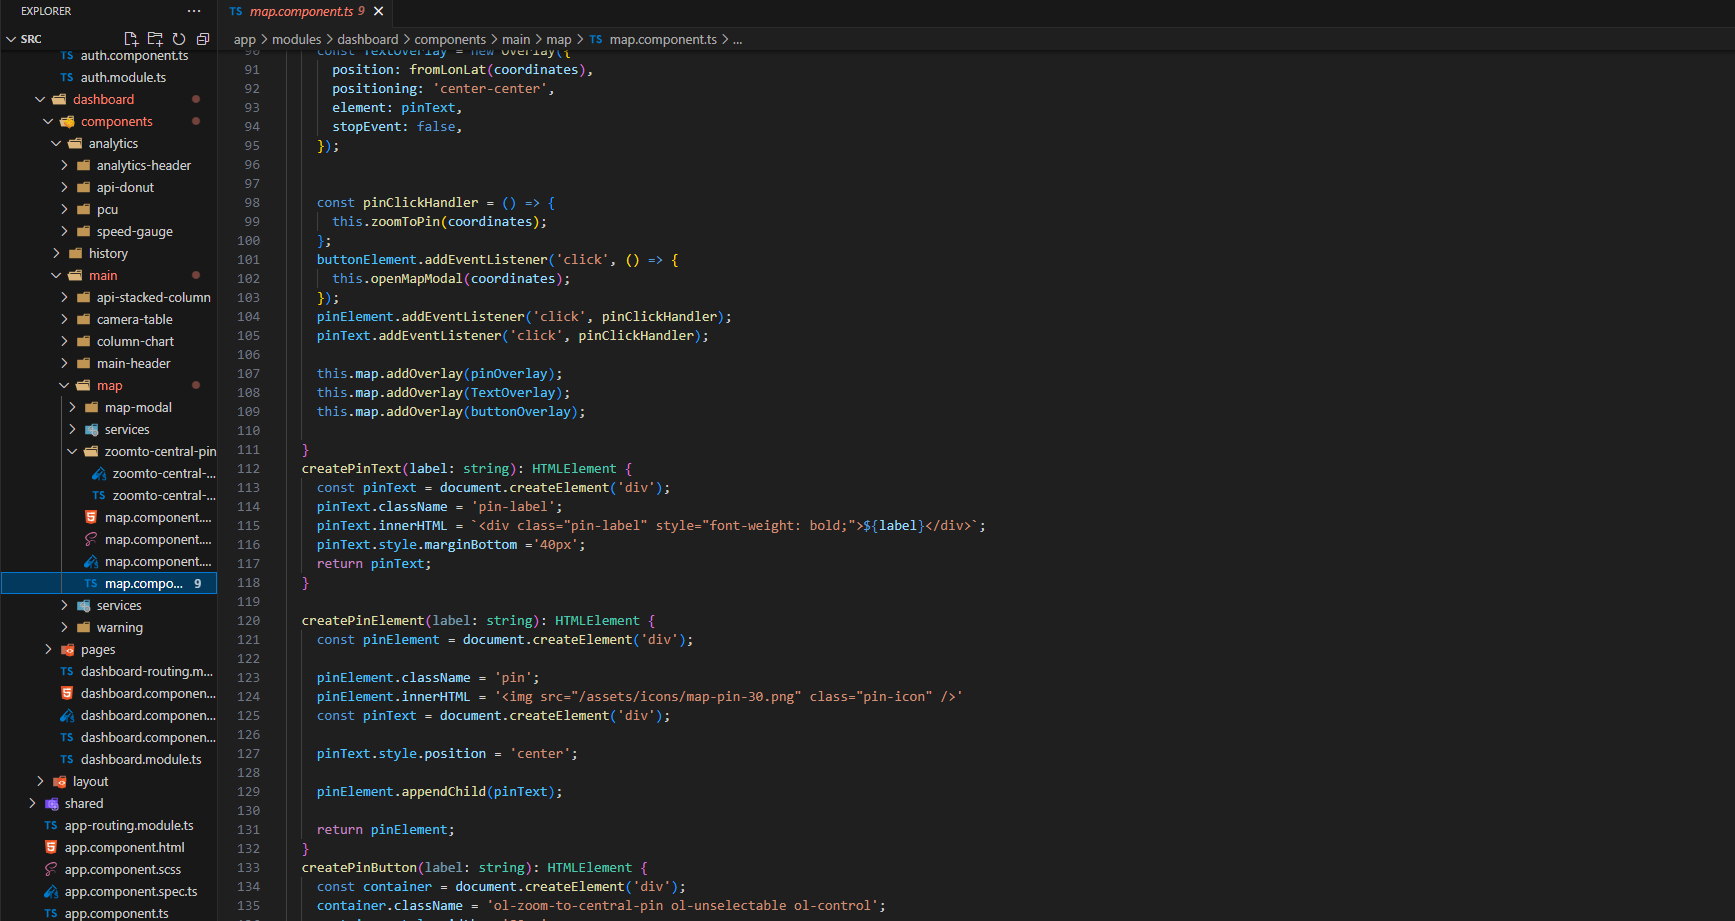 EXPLORER
···
SRC
auth.component.ts
auth.module.ts
dashboard
components
analytics
analytics-header
api-donut
pcu
speed-gauge
history
main
api-stacked-column
camera-table
column-chart
main-header
map
map-modal
services
zoomto-central-pin
zoomto-central-...
TS zoomto-central-...
map.component....
map.component....
map.component....
TS map.compo... 9
services
warning
pages
TS dashboard-routing.m...
dashboard.componen...
dashboard.componen...
TS dashboard.componen...
TS dashboard.module.ts
layout
shared
TS app-routing.module.ts
app.component.html
app.component.scss
app.component.spec.ts
TS app.component.ts
TS map.component.ts 9
app > modules > dashboard > components > main > map > TS map.component.ts > ...
90 const TextOverlay = new Overlay({
91 position: fromLonLat(coordinates),
92 positioning: 'center-center',
93 element: pinText,
94 stopEvent: false,
95 });
96
97
98 const pinClickHandler = () => {
99 this.zoomToPin(coordinates);
100 };
101 buttonElement.addEventListener('click', () => {
102 this.openMapModal(coordinates);
103 });
104 pinElement.addEventListener('click', pinClickHandler);
105 pinText.addEventListener('click', pinClickHandler);
106
107 this.map.addOverlay(pinOverlay);
108 this.map.addOverlay(TextOverlay);
109 this.map.addOverlay(buttonOverlay);
110
111 }
112 createPinText(label: string): HTMLElement {
113 const pinText = document.createElement('div');
114 pinText.className = 'pin-label';
115 pinText.innerHTML = `<div class="pin-label" style="font-weight: bold;">${label}</div>`;
116 pinText.style.marginBottom ='40px';
117 return pinText;
118 }
119
120 createPinElement(label: string): HTMLElement {
121 const pinElement = document.createElement('div');
122
123 pinElement.className = 'pin';
124 pinElement.innerHTML = '<img src="/assets/icons/map-pin-30.png" class="pin-icon" />'
125 const pinText = document.createElement('div');
126
127 pinText.style.position = 'center';
128
129 pinElement.appendChild(pinText);
130
131 return pinElement;
132 }
133 createPinButton(label: string): HTMLElement {
134 const container = document.createElement('div');
135 container.className = 'ol-zoom-to-central-pin ol-unselectable ol-control';